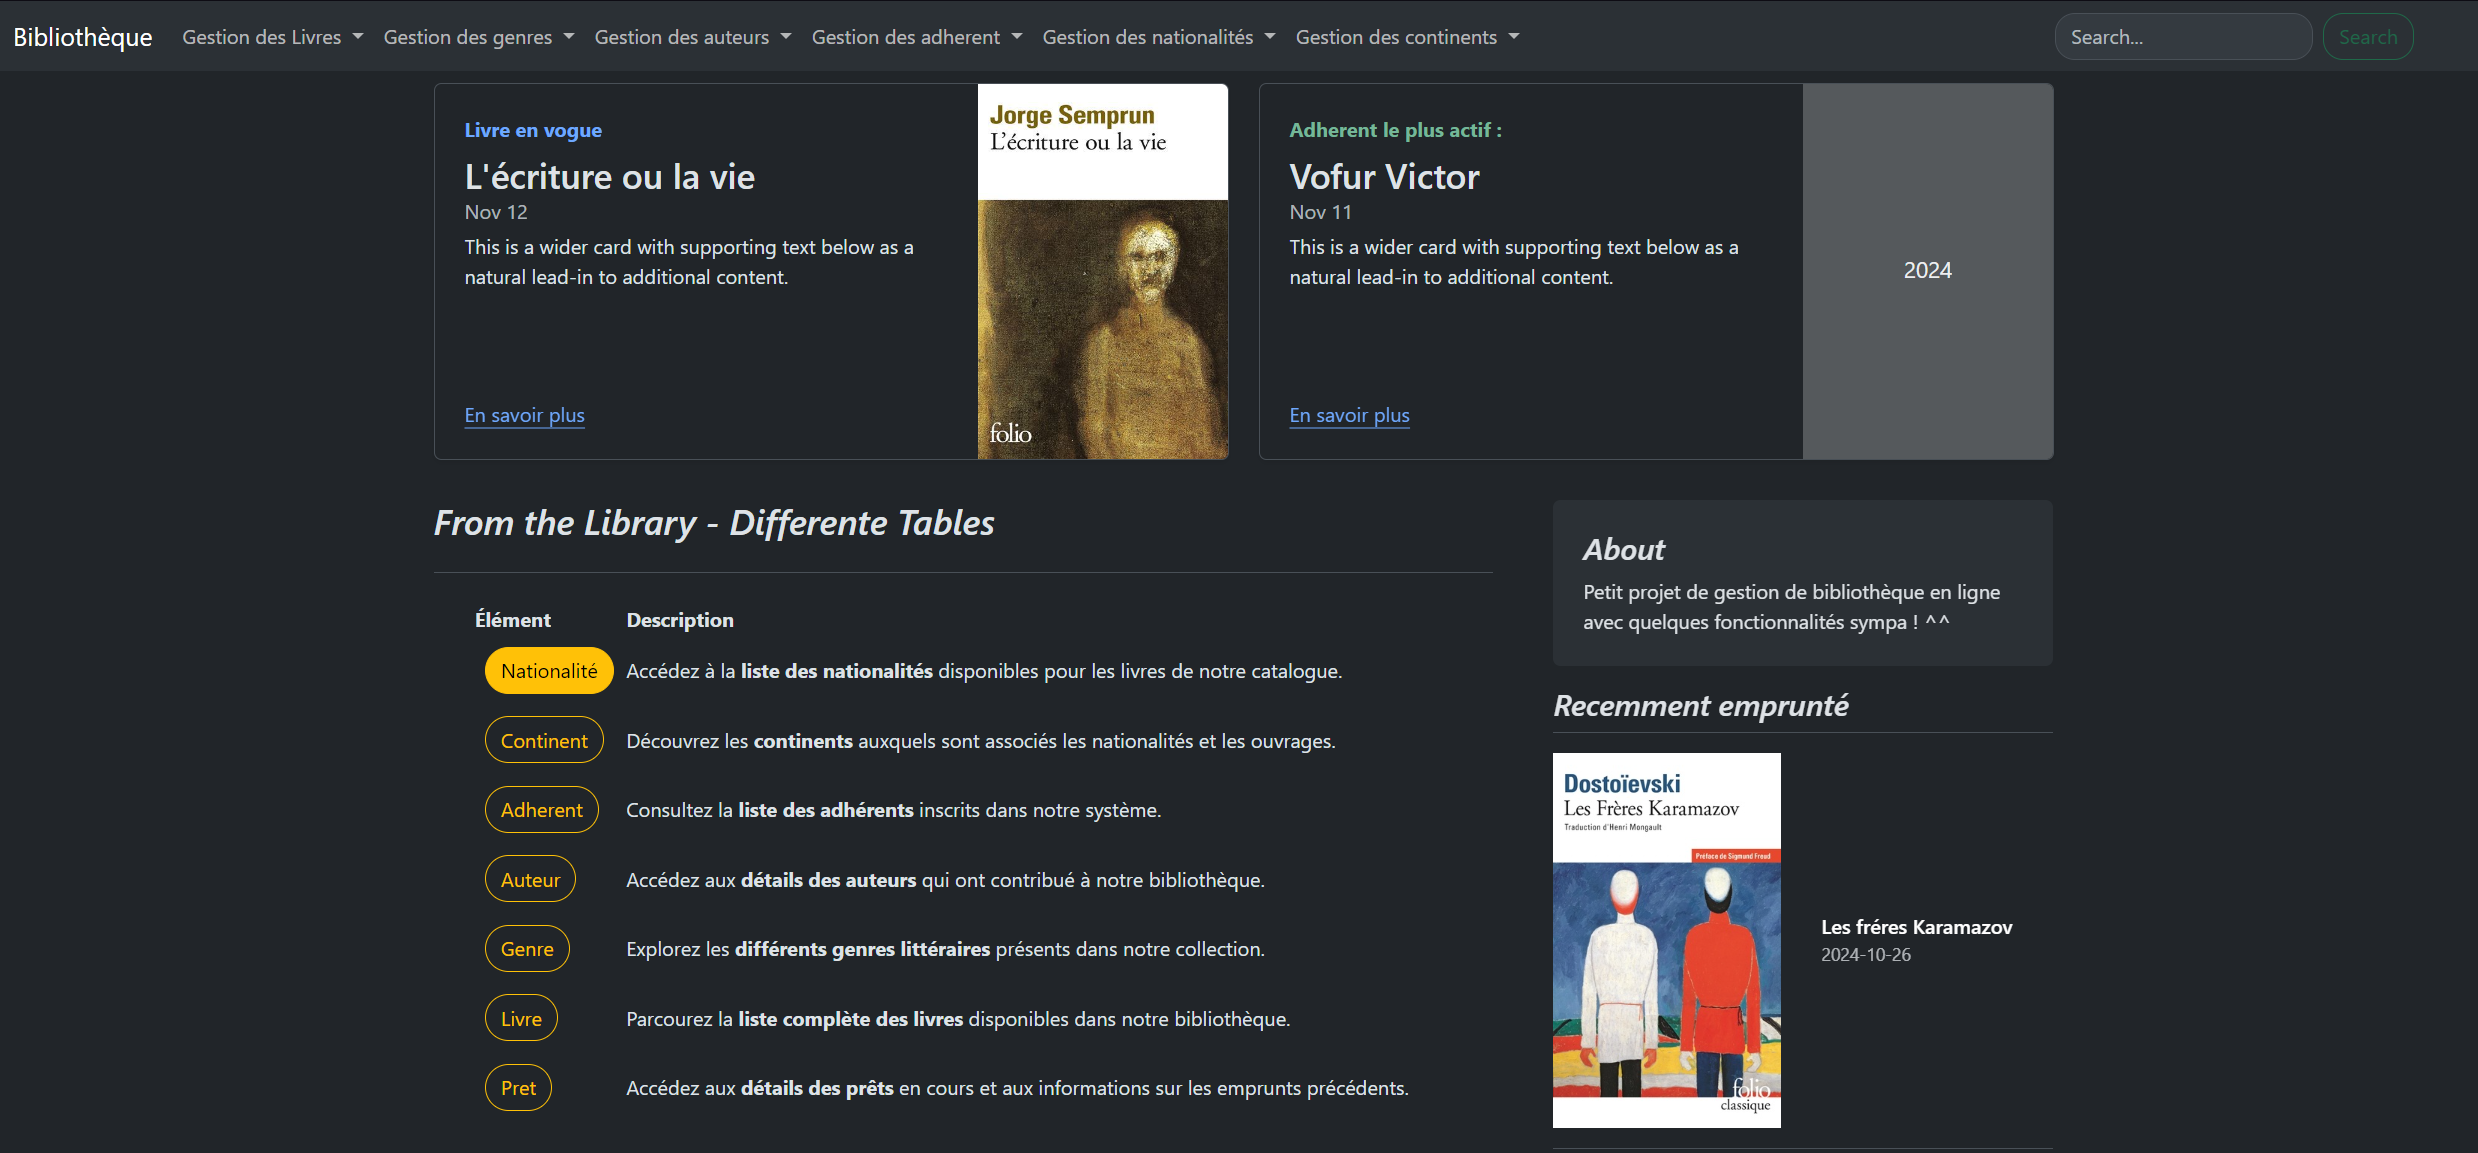 Bibliothèque Gestion des Livres Gestion des genres Gestion des auteurs Gestion des adherent Gestion des nationalités Gestion des continents Search... Search
Livre en vogue
L'écriture ou la vie
Nov 12
This is a wider card with supporting text below as a
natural lead-in to additional content.
En savoir plus
Jorge Semprun
L'écriture ou la vie
folio
Adherent le plus actif :
Vofur Victor
Nov 11
This is a wider card with supporting text below as a
natural lead-in to additional content.
En savoir plus
2024
From the Library - Differente Tables
Élément Description
Nationalité Accédez à la liste des nationalités disponibles pour les livres de notre catalogue.
Continent Découvrez les continents auxquels sont associés les nationalités et les ouvrages.
Adherent Consultez la liste des adhérents inscrits dans notre système.
Auteur Accédez aux détails des auteurs qui ont contribué à notre bibliothèque.
Genre Explorez les différents genres littéraires présents dans notre collection.
Livre Parcourez la liste complète des livres disponibles dans notre bibliothèque.
Pret Accédez aux détails des prêts en cours et aux informations sur les emprunts précédents.
About
Petit projet de gestion de bibliothèque en ligne
avec quelques fonctionnalités sympa ! ^^
Recemment emprunté
Dostoïevski
Les Frères Karamazov
Traduction d'Henri Mongault
Préface de Sigmund Freud
folio
classique
Les fréres Karamazov
2024-10-26